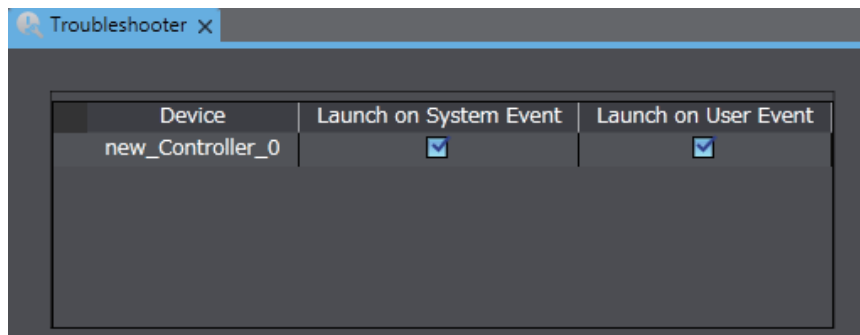 Troubleshooter
Device Launch on System Event Launch on User Event
new_Controller_0